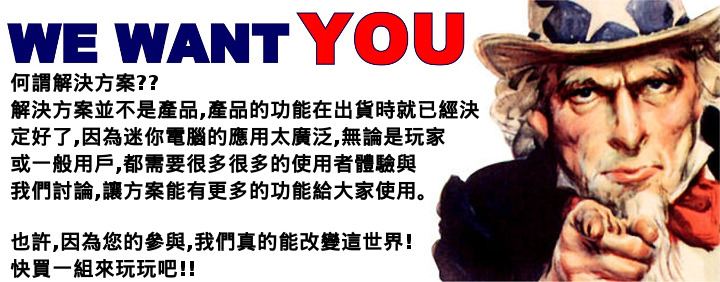 WE WANT YOU
何謂解決方案??
解決方案並不是產品,產品的功能在出貨時就已經決
定好了,因為迷你電腦的應用太廣泛,無論是玩家
或一般用戶,都需要很多很多的使用者體驗與
我們討論,讓方案能有更多的功能給大家使用。
也許,因為您的參與,我們真的能改變這世界!
快買一組來玩玩吧!!